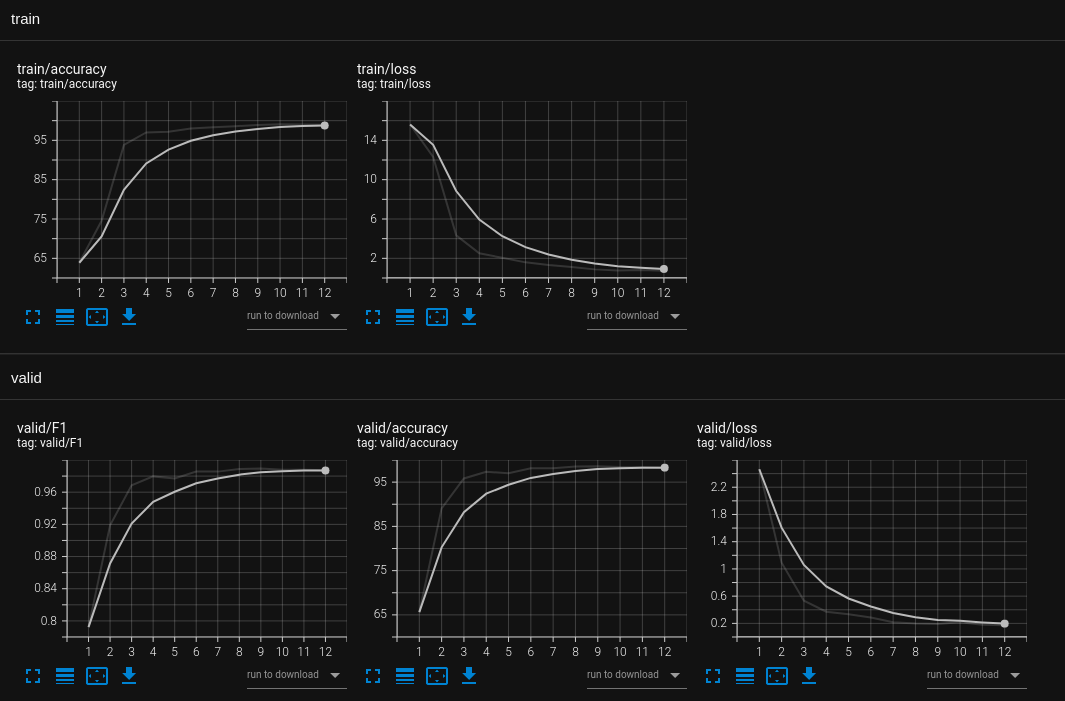 train
train/accuracy
tag: train/accuracy
95
85
75
65
1 2 3 4 5 6 7 8 9 10 11 12
run to download
train/loss
tag: train/loss
14
10
6
2
1 2 3 4 5 6 7 8 9 10 11 12
run to download
valid
valid/F1
tag: valid/F1
0.96
0.92
0.88
0.84
0.8
1 2 3 4 5 6 7 8 9 10 11 12
run to download
valid/accuracy
tag: valid/accuracy
95
85
75
65
1 2 3 4 5 6 7 8 9 10 11 12
run to download
valid/loss
tag: valid/loss
2.2
1.8
1.4
1
0.6
0.2
1 2 3 4 5 6 7 8 9 10 11 12
run to download